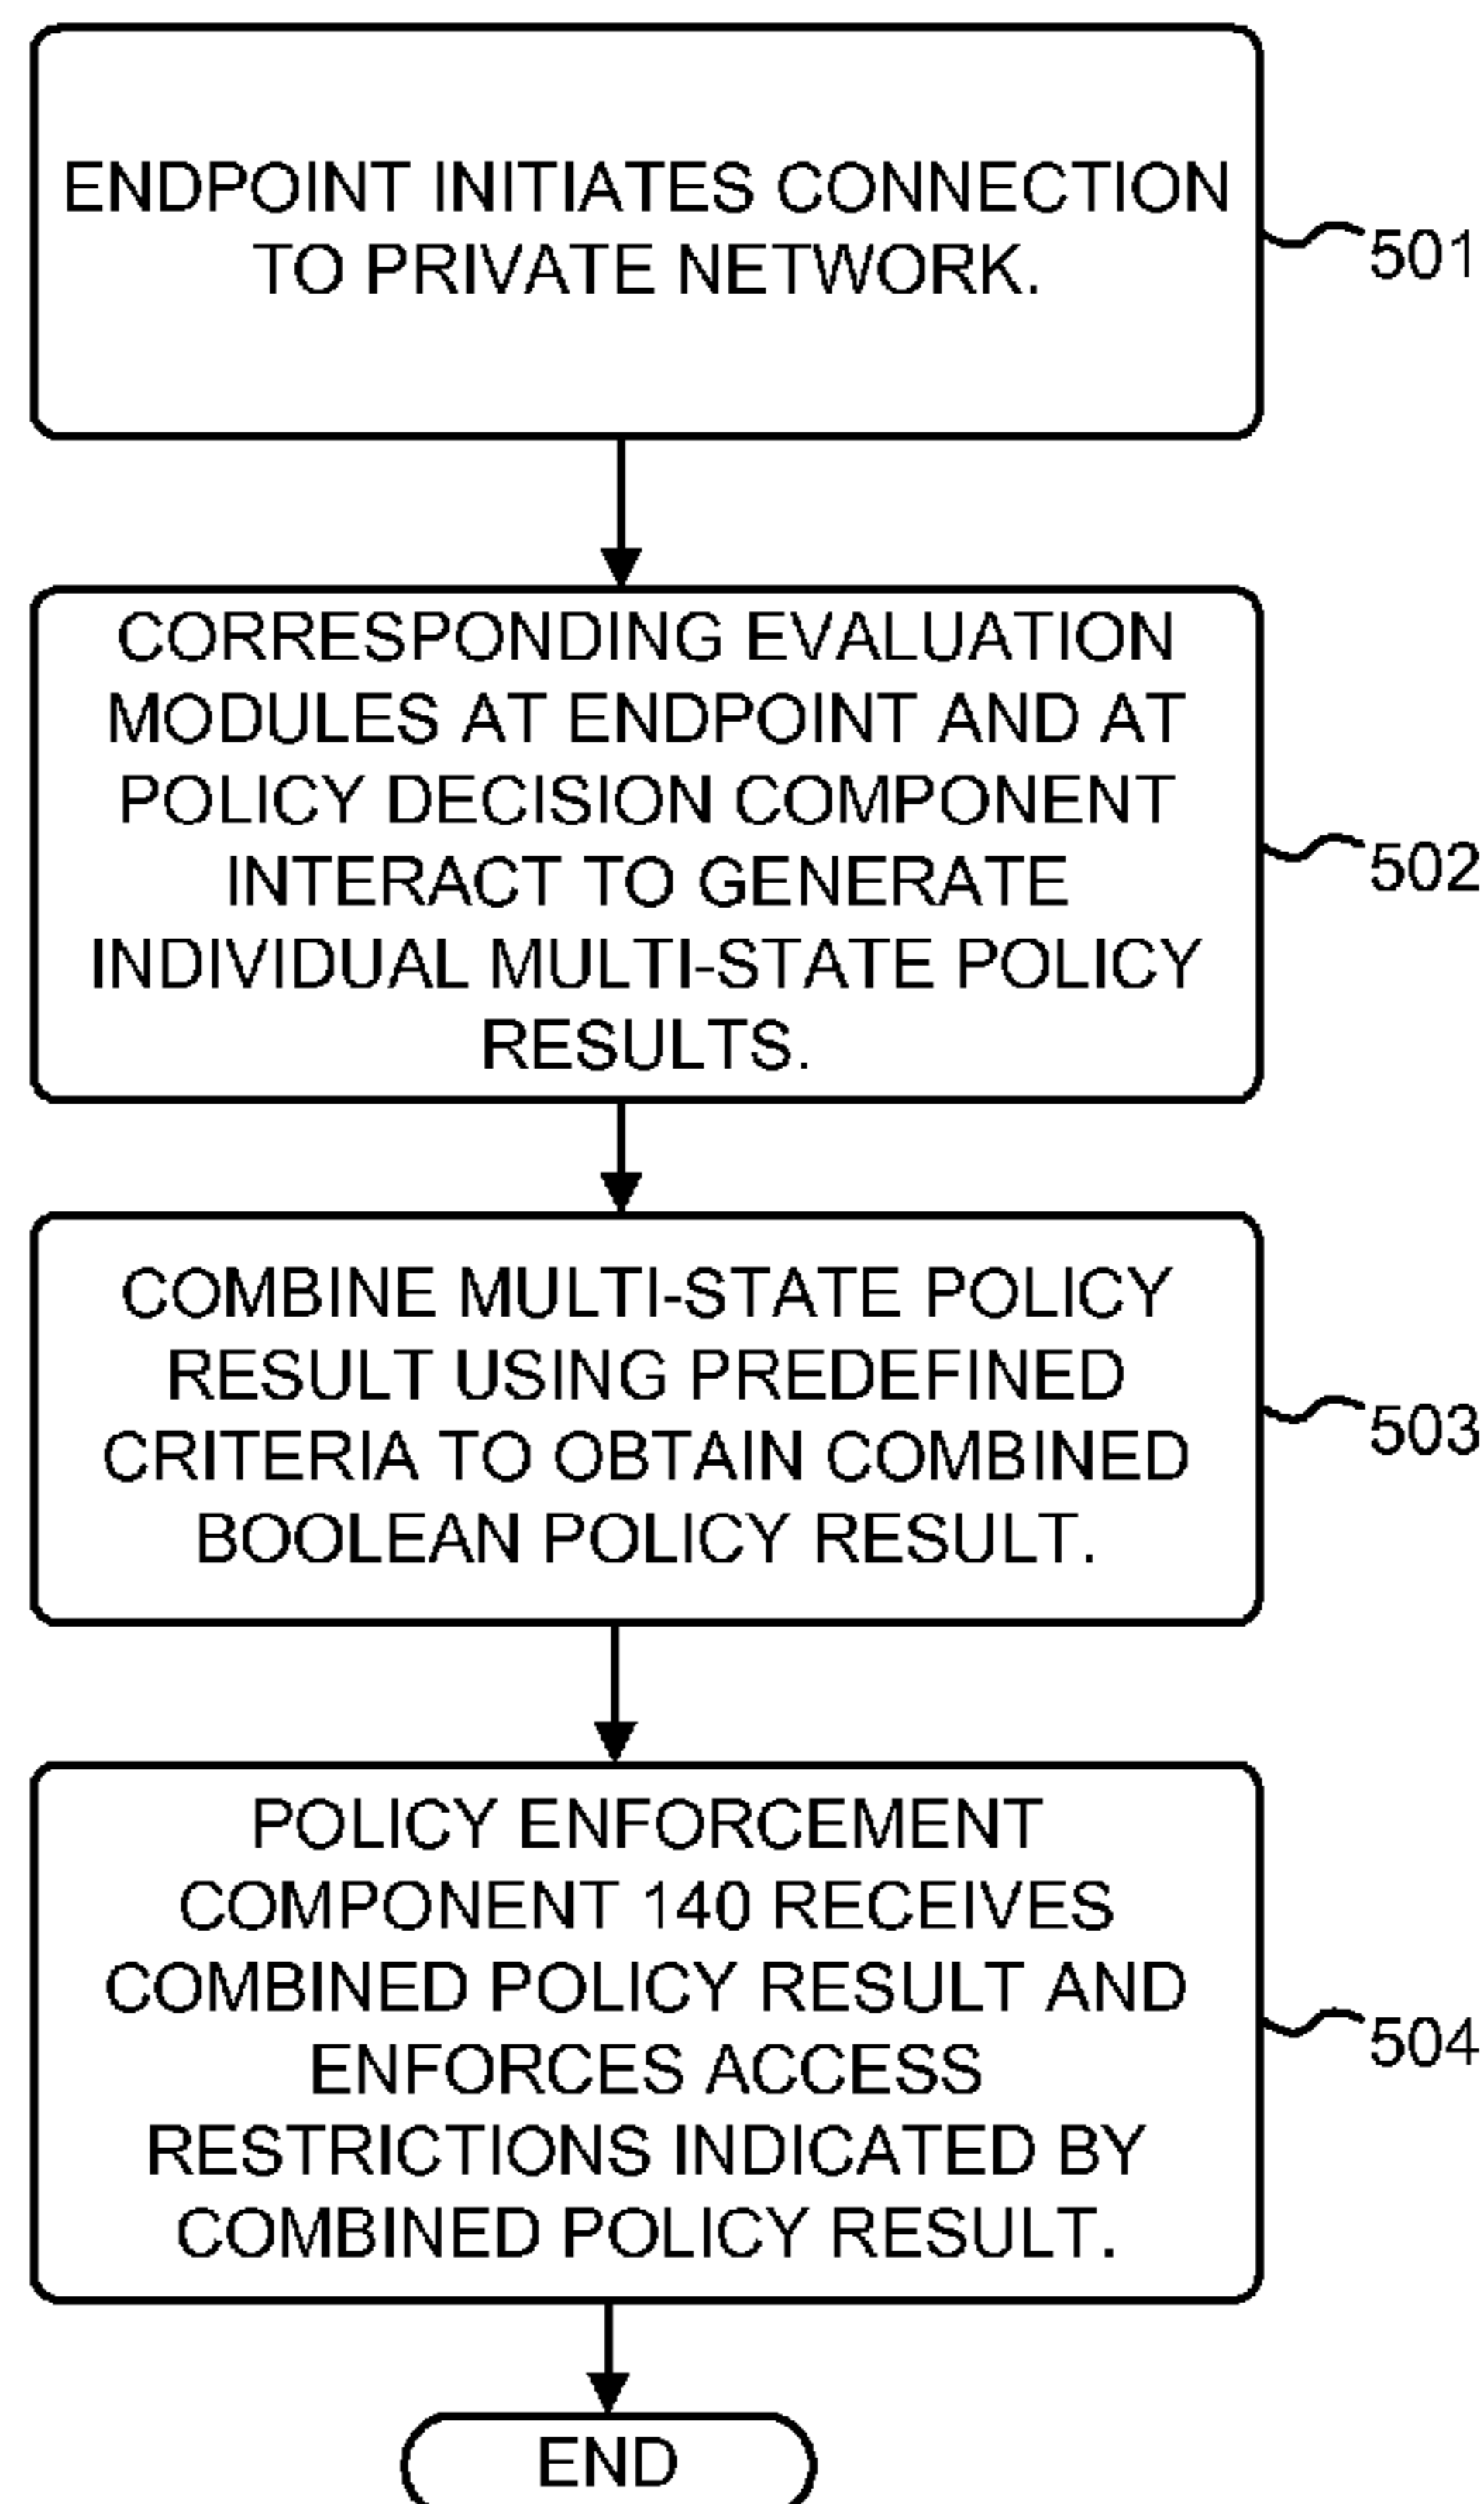 ENDPOINT INITIATES CONNECTION
TO PRIVATE NETWORK.
501
CORRESPONDING EVALUATION
MODULES AT ENDPOINT AND AT
POLICY DECISION COMPONENT
INTERACT TO GENERATE
INDIVIDUAL MULTI-STATE POLICY
RESULTS.
502
COMBINE MULTI-STATE POLICY
RESULT USING PREDEFINED
CRITERIA TO OBTAIN COMBINED
BOOLEAN POLICY RESULT.
503
POLICY ENFORCEMENT
COMPONENT 140 RECEIVES
COMBINED POLICY RESULT AND
ENFORCES ACCESS
RESTRICTIONS INDICATED BY
COMBINED POLICY RESULT.
504
END